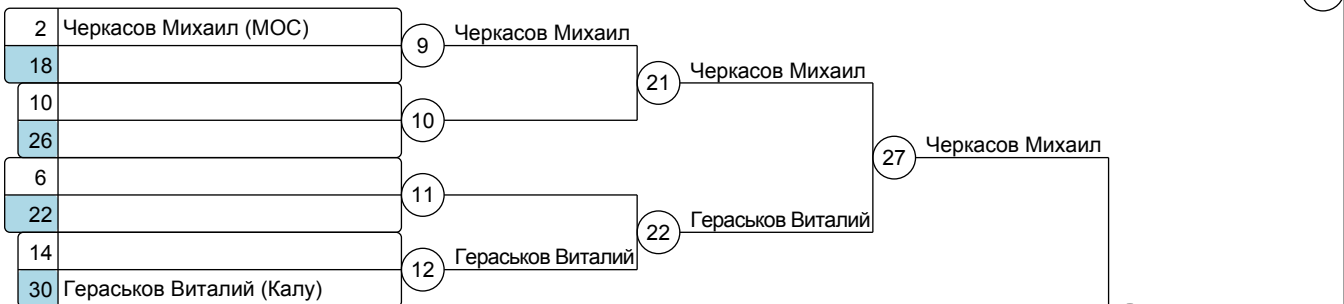 2 Черкасов Михаил (МОС)
18
10
26
6
22
14
30 Гераськов Виталий (Калу)
9 Черкасов Михаил
10
11
12 Гераськов Виталий
21 Черкасов Михаил
22 Гераськов Виталий
27 Черкасов Михаил